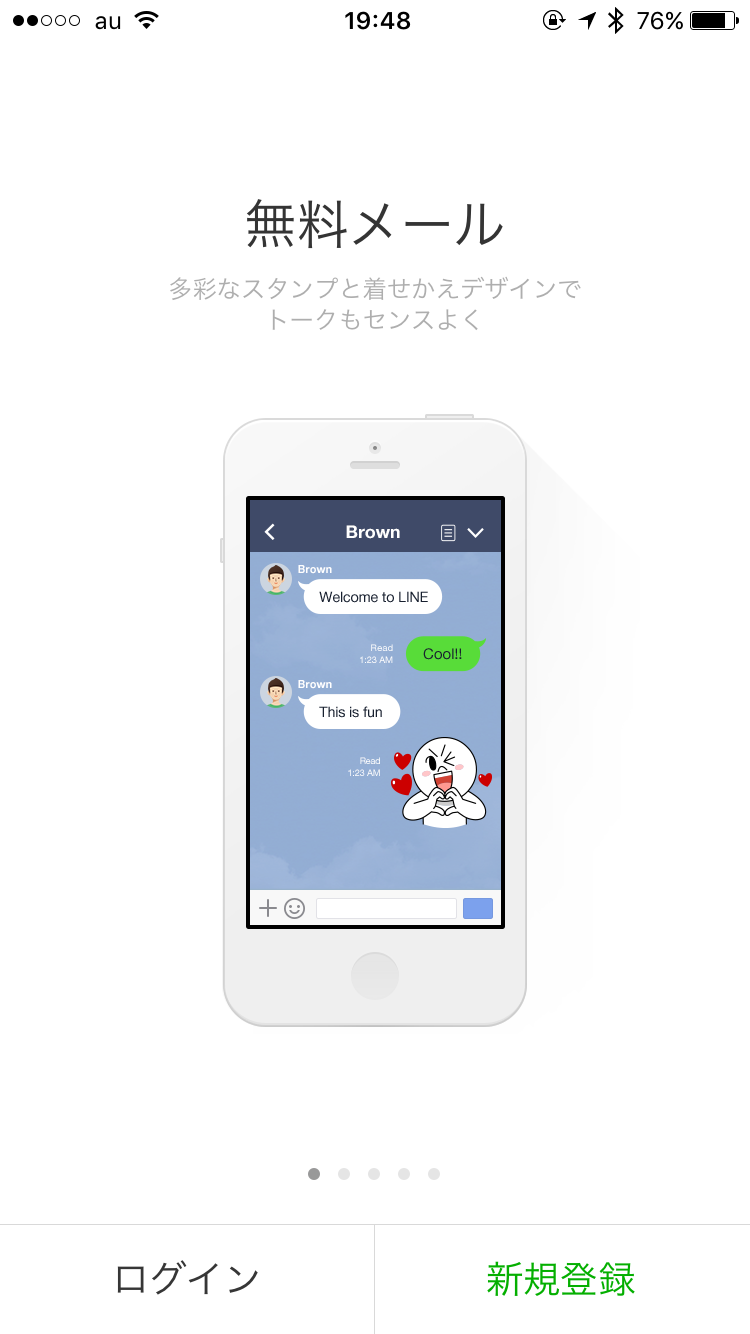 au 19:48 76%
無料メール
多彩なスタンプと着せかえデザインで
トークもセンスよく
Brown
Brown
Welcome to LINE
Read
1:23 AM
Cool!!
Brown
This is fun
Read
1:23 AM
ログイン 新規登録